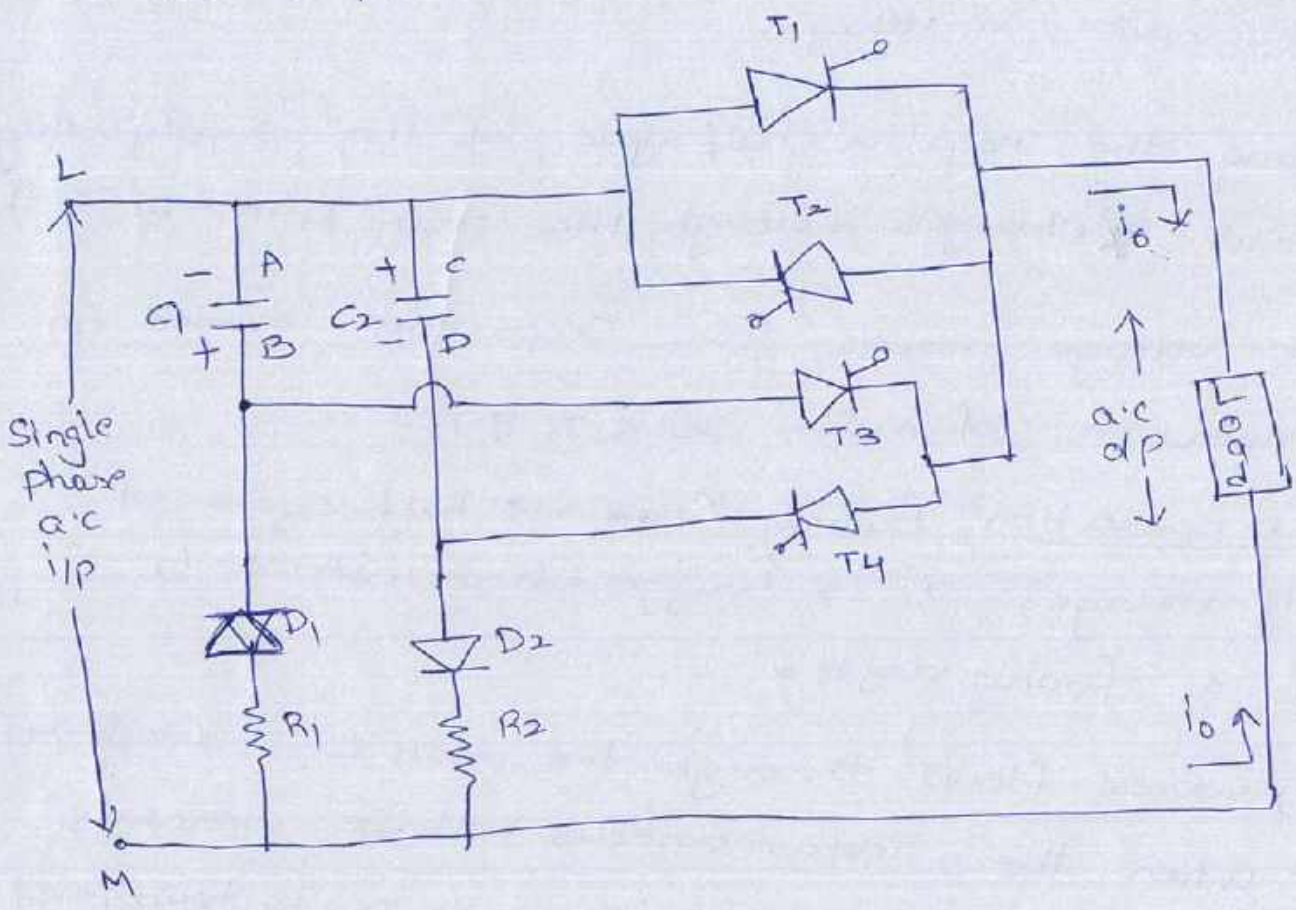 T1
L
T2
i0
- A
+ C
C1
C2
+ B
- D
T3
a.c
o/p
Load
Single
phase
a.c
i/p
T4
D1
D2
R1
R2
i0
M